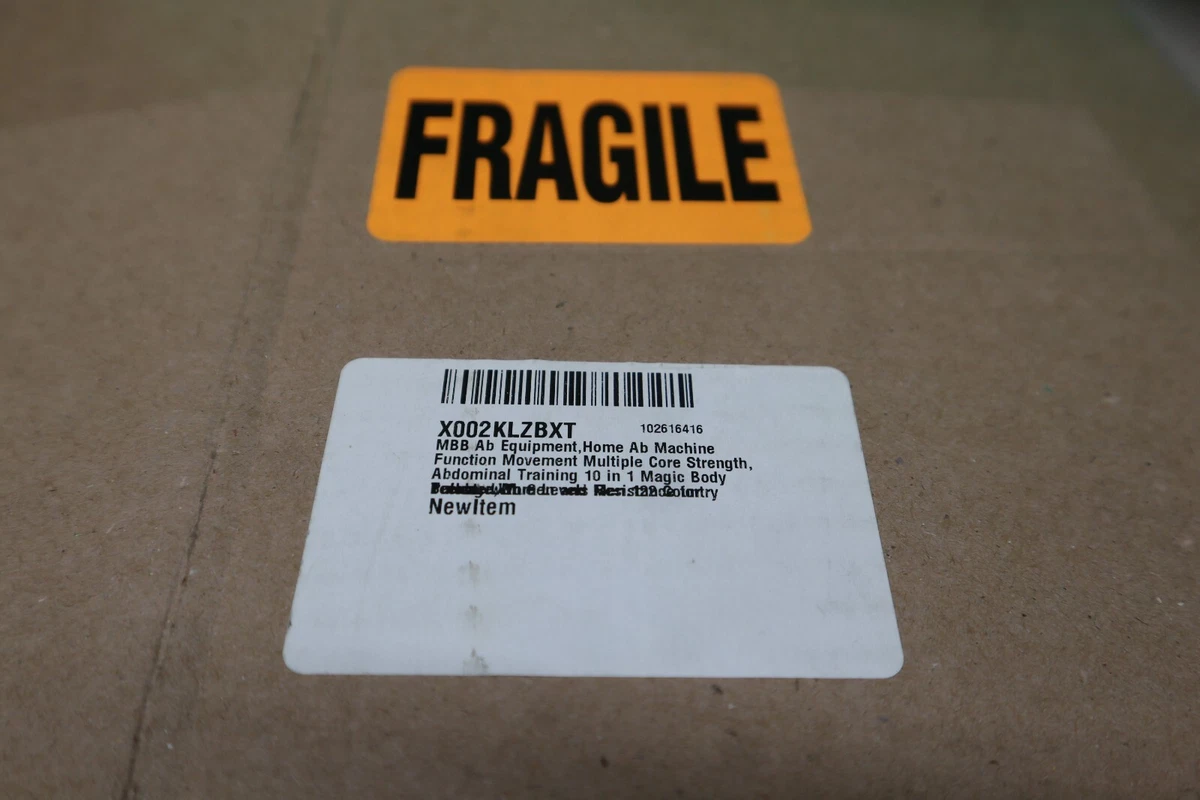 FRAGILE
X002KLZBXT 102616416
MBB Ab Equipment,Home Ab Machine
Function Movement Multiple Core Strength,
Abdominal Training 10 in 1 Magic Body
NewItem